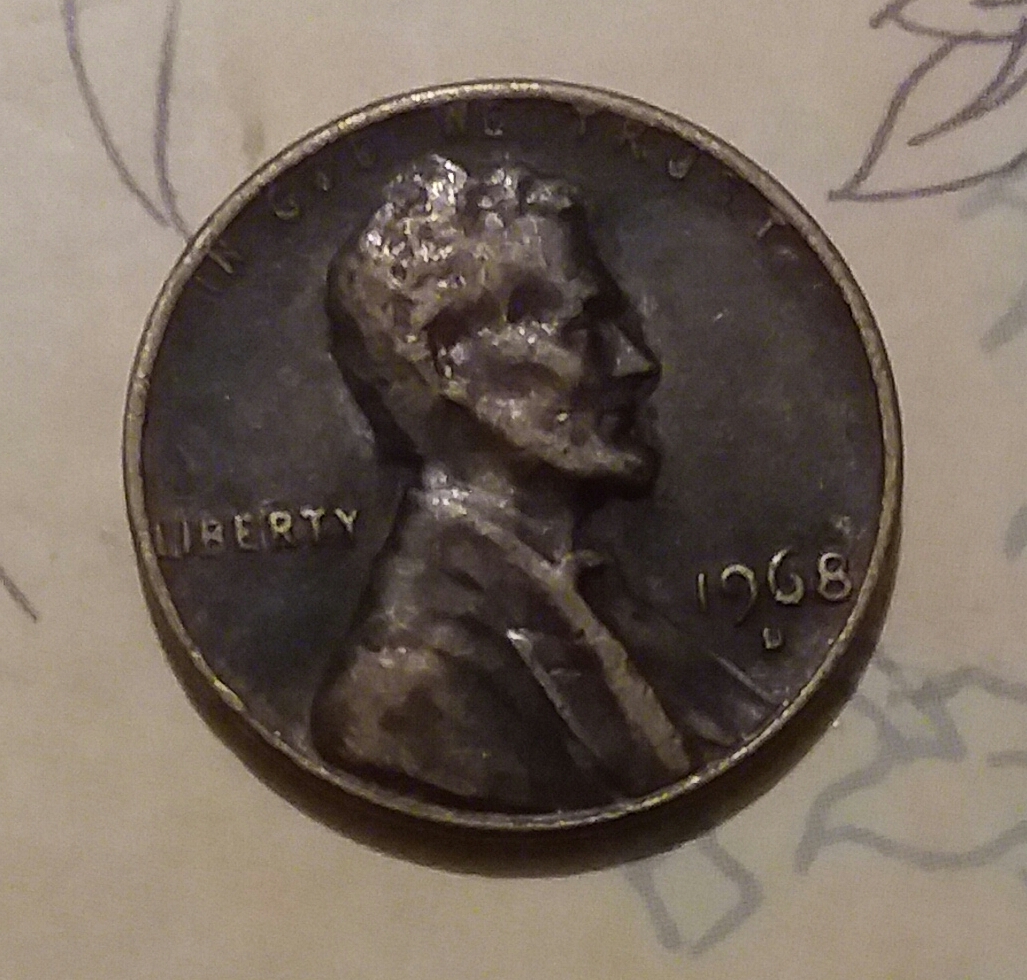 IN GOD WE TRUST
LIBERTY
1968
D